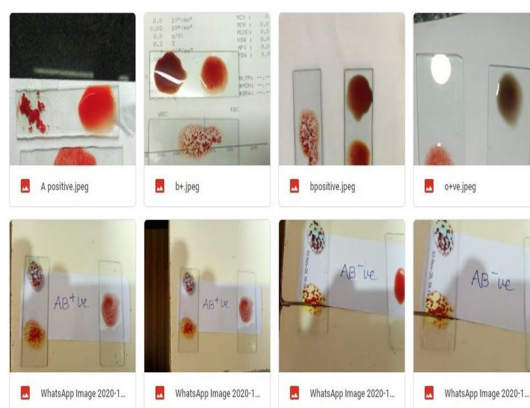 A positive.jpeg
b+.jpeg
bpositive.jpeg
o+ve.jpeg
AB+ve
AB+ve
AB-ve
AB-ve
WhatsApp Image 2020-1...
WhatsApp Image 2020-1...
WhatsApp Image 2020-1...
WhatsApp Image 2020-1...